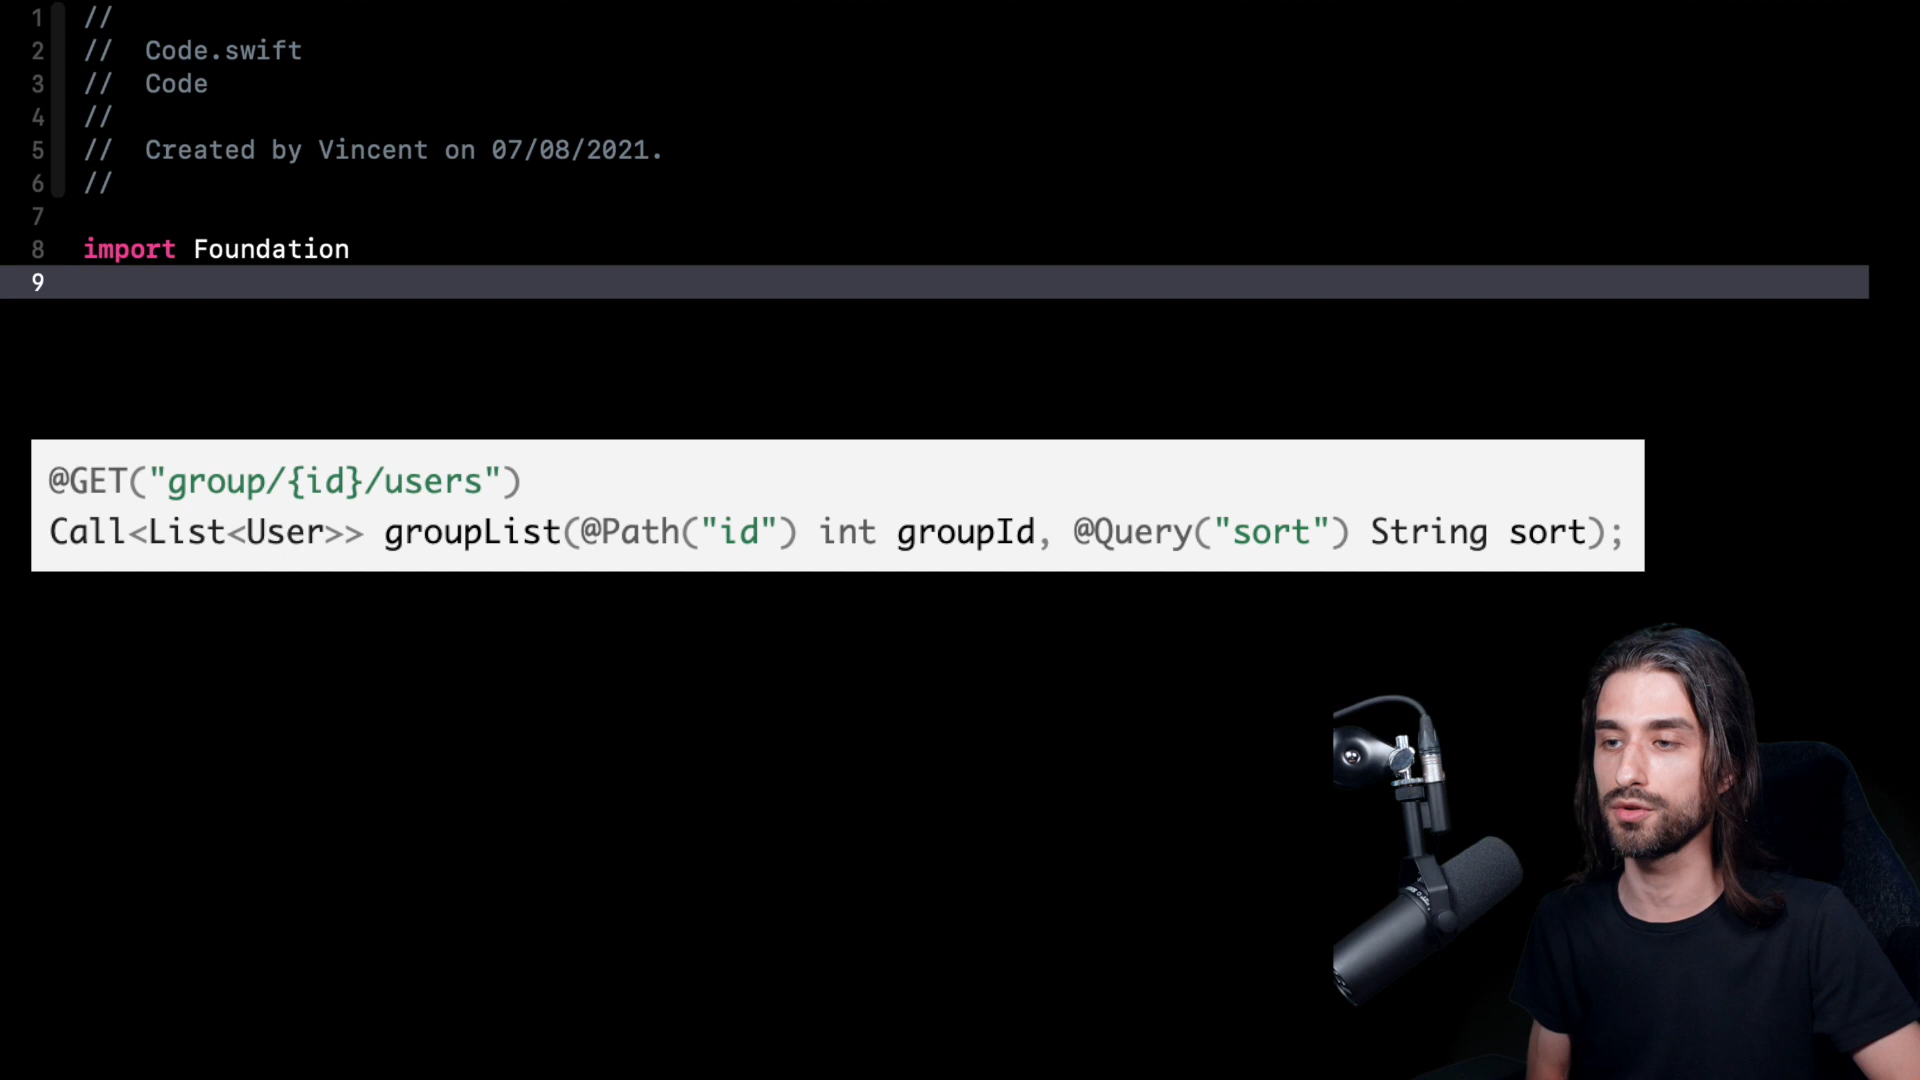 1 //
2 // Code.swift
3 // Code
4 //
5 // Created by Vincent on 07/08/2021.
6 //
7
8 import Foundation
9
@GET("group/{id}/users")
Call<List<User>> groupList(@Path("id") int groupId, @Query("sort") String sort);